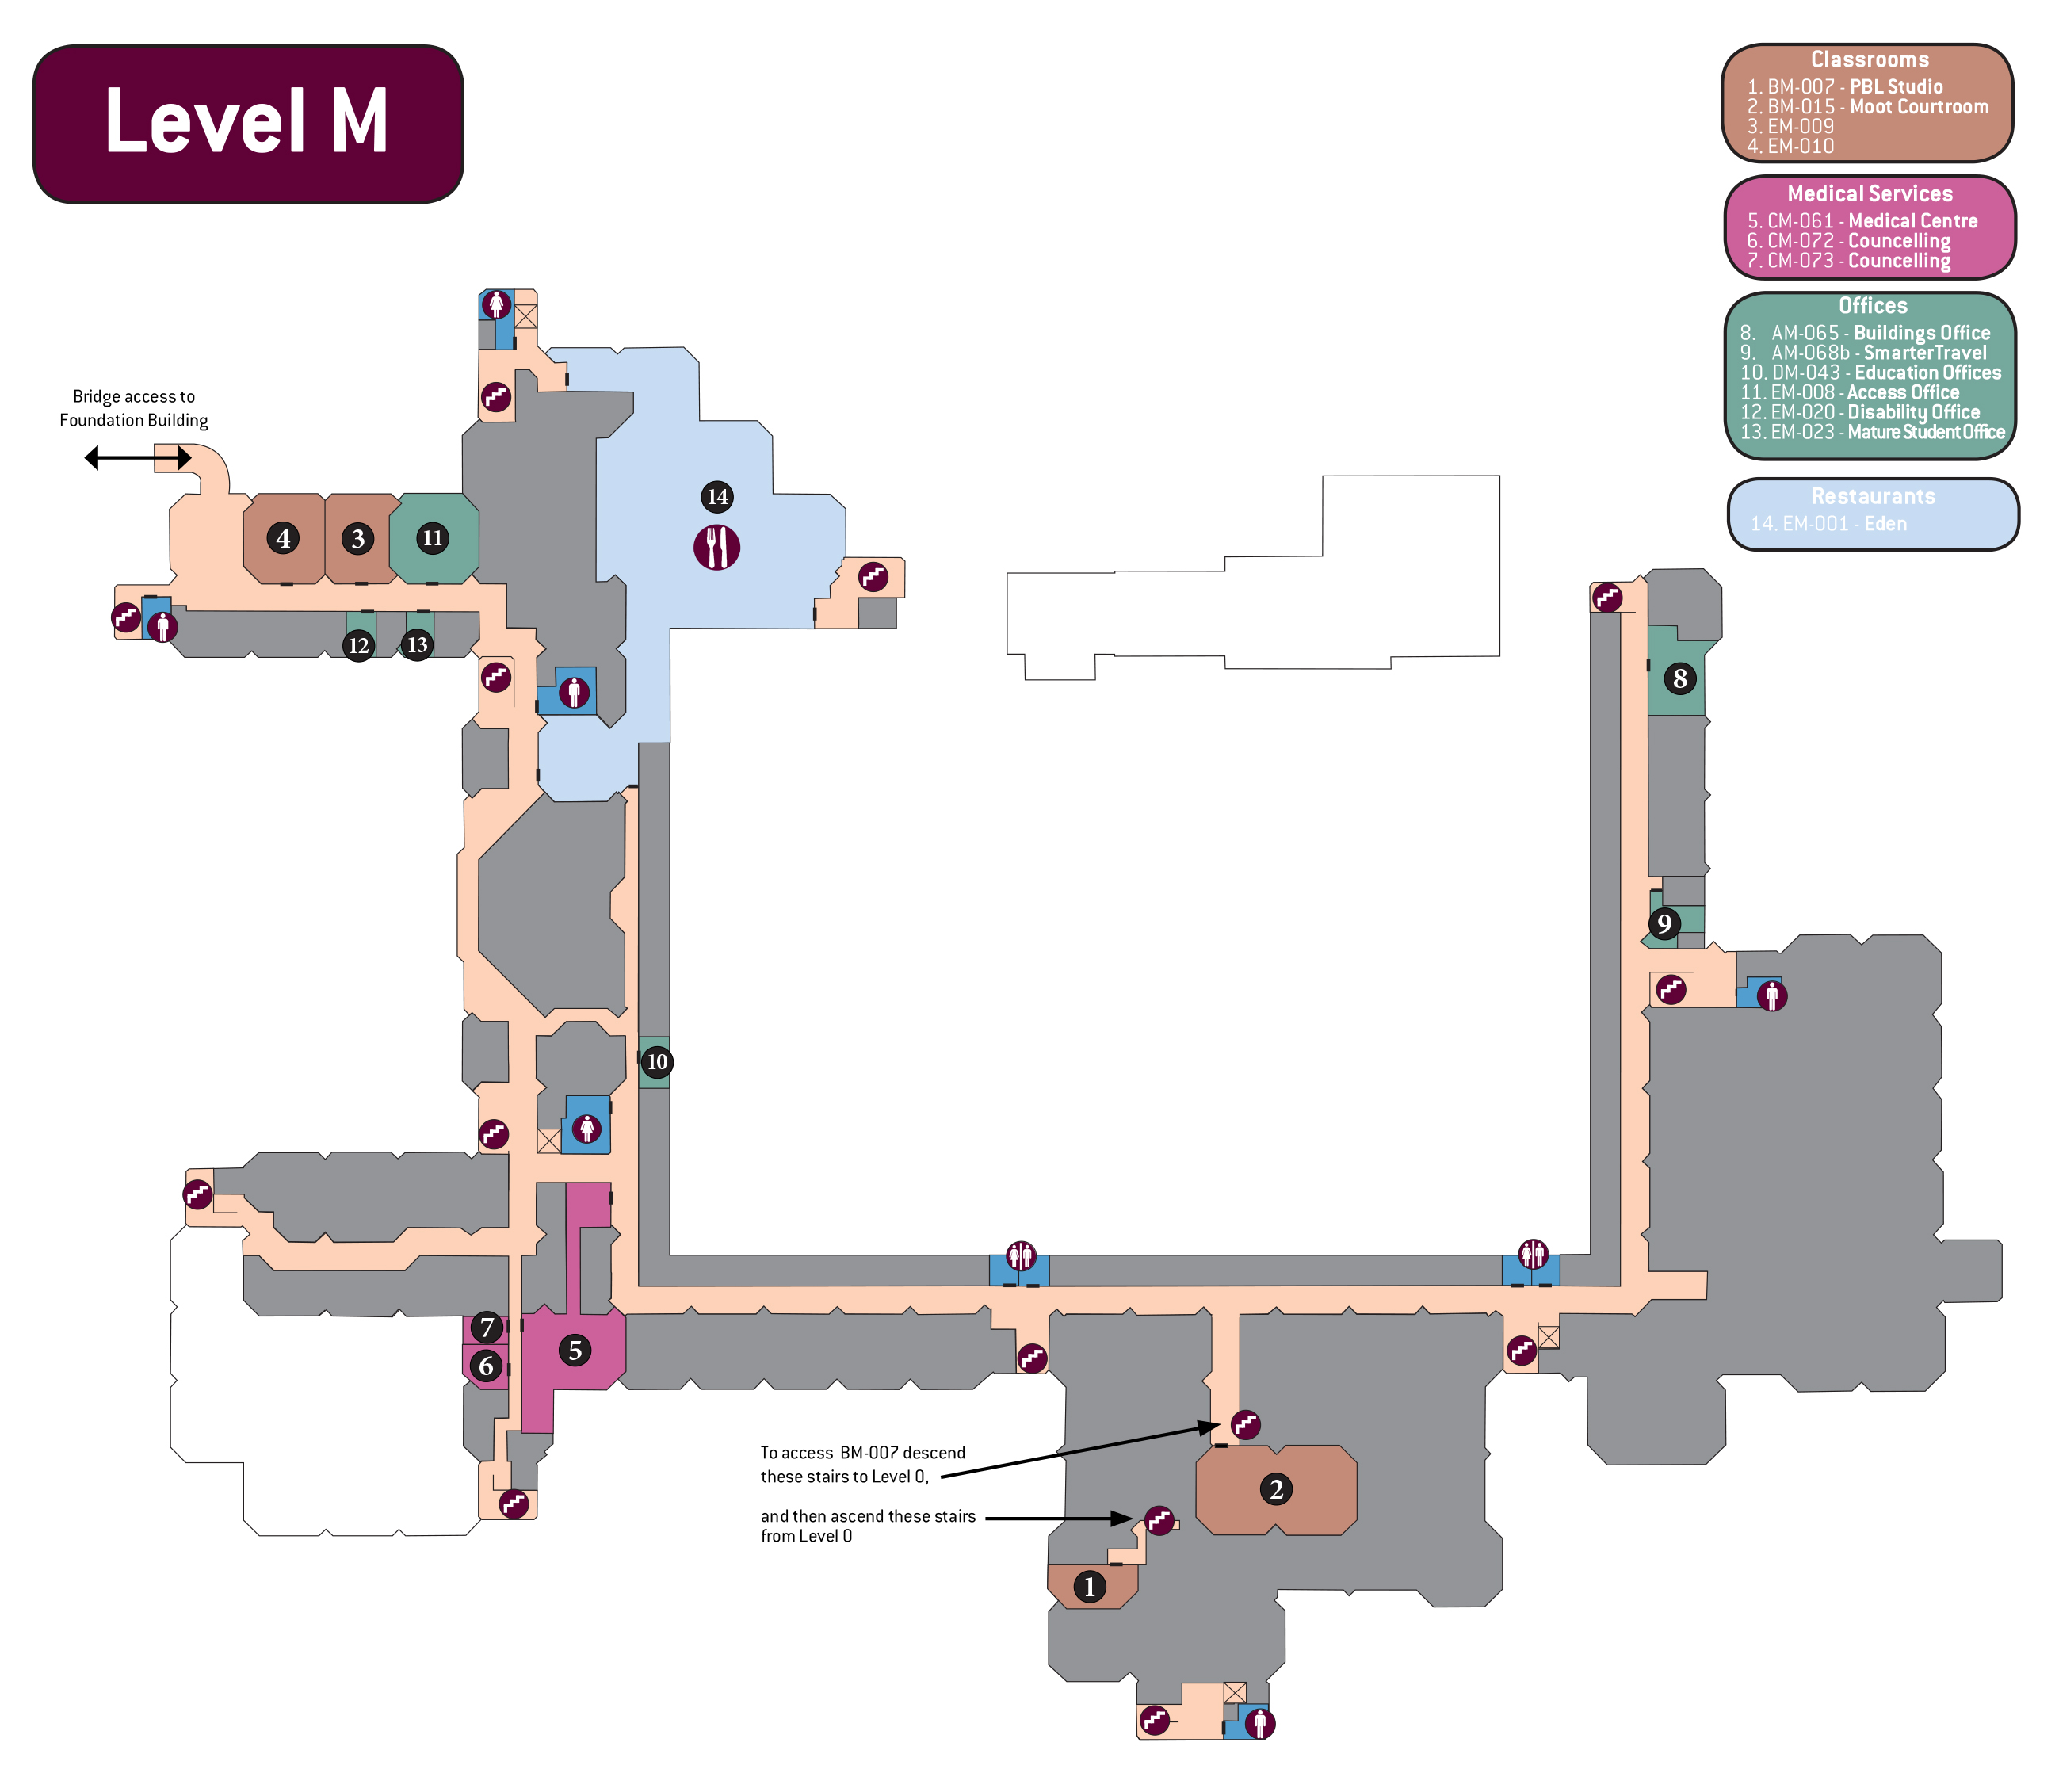 Level M
Classrooms
1. BM-007 - PBL Studio
2. BM-015 - Moot Courtroom
3. EM-009
4. EM-010
Medical Services
5. CM-061 - Medical Centre
6. CM-072 - Councelling
7. CM-073 - Councelling
Offices
8. AM-065 - Buildings Office
9. AM-068b - SmarterTravel
10. DM-043 - Education Offices
11. EM-008 - Access Office
12. EM-020 - Disability Office
13. EM-023 - Mature Student Office
Restaurants
14. EM-001 - Eden
Bridge access to
Foundation Building
14
4
3
11
12
13
8
9
10
7
5
6
To access BM-007 descend
these stairs to Level 0,
and then ascend these stairs
from Level 0
2
1